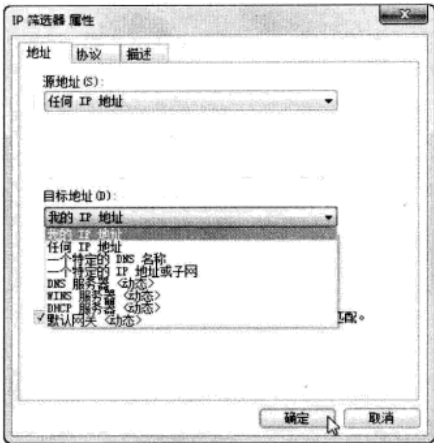 IP 筛选器 属性
地址
协议
描述
源地址(S):
任何 IP 地址
目标地址(D):
我的 IP 地址
我的 IP 地址
任何 IP 地址
一个特定的 DNS 名称
一个特定的 IP 地址或子网
DNS 服务器 <动态>
WINS 服务器 <动态>
DHCP 服务器 <动态>
默认网关 <动态>
匹配。
确定
取消